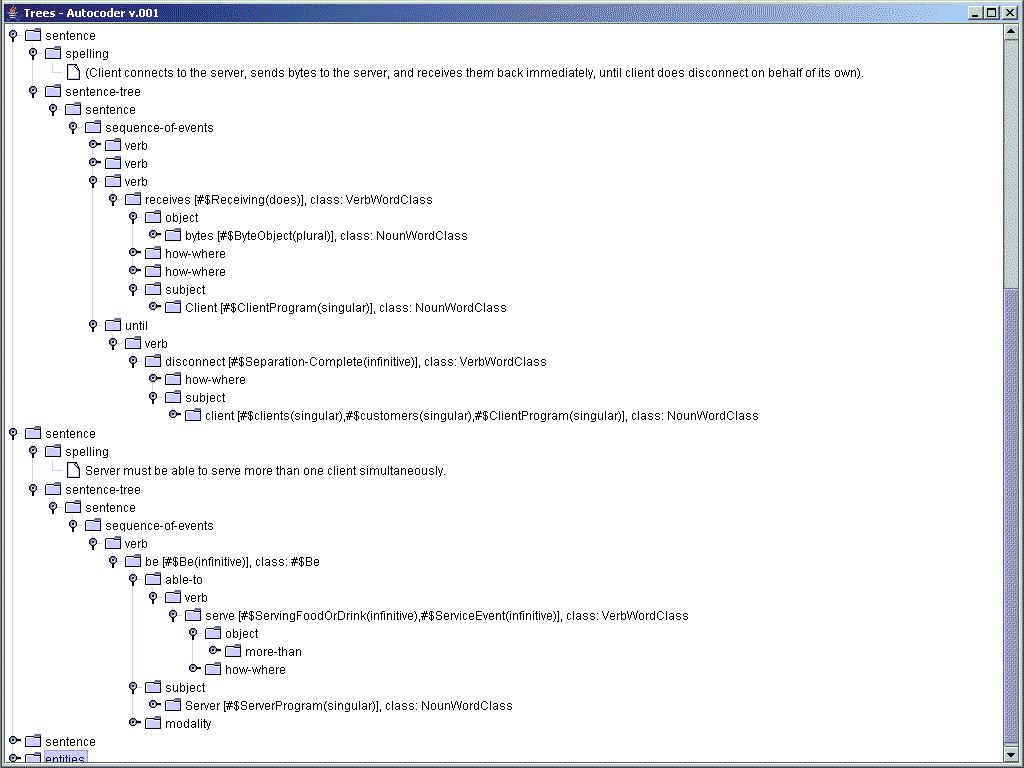 Trees - Autocoder v.001
sentence
spelling
(Client connects to the server, sends bytes to the server, and receives them back immediately, until client does disconnect on behalf of its own).
sentence-tree
sentence
sequence-of-events
verb
verb
verb
receives [#$Receiving(does)], class: VerbWordClass
object
bytes [#$ByteObject(plural)], class: NounWordClass
how-where
how-where
subject
Client [#$ClientProgram(singular)], class: NounWordClass
until
verb
disconnect [#$Separation-Complete(infinitive)], class: VerbWordClass
how-where
subject
client [#$clients(singular),#$customers(singular),#$ClientProgram(singular)], class: NounWordClass
sentence
spelling
Server must be able to serve more than one client simultaneously.
sentence-tree
sentence
sequence-of-events
verb
be [#$Be(infinitive)], class: #$Be
able-to
verb
serve [#$ServingFoodOrDrink(infinitive),#$ServiceEvent(infinitive)], class: VerbWordClass
object
more-than
how-where
subject
Server [#$ServerProgram(singular)], class: NounWordClass
modality
sentence
entities